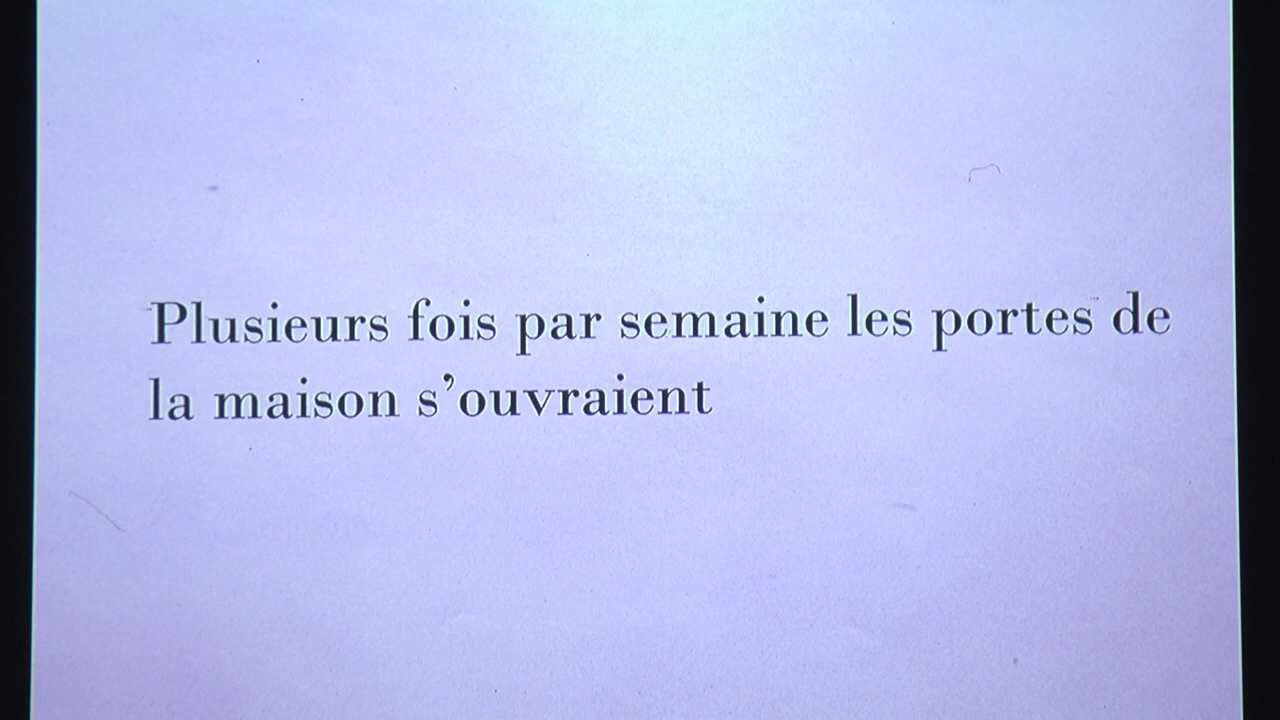 Plusieurs fois par semaine les portes de
la maison s’ouvraient